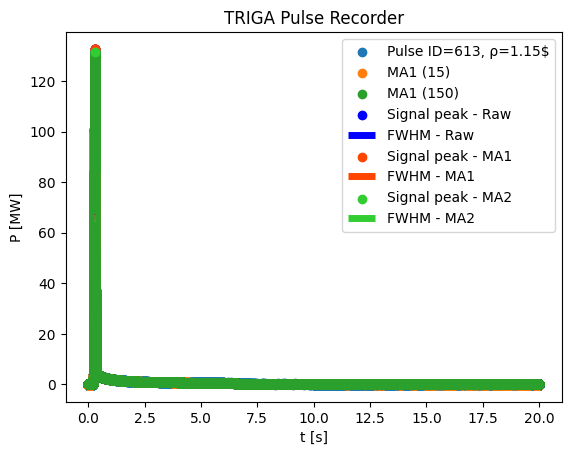 TRIGA Pulse Recorder
Pulse ID=613, ρ=1.15$
MA1 (15)
MA1 (150)
Signal peak - Raw
FWHM - Raw
Signal peak - MA1
FWHM - MA1
Signal peak - MA2
FWHM - MA2
P [MW]
120
100
80
60
40
20
0
0.0 2.5 5.0 7.5 10.0 12.5 15.0 17.5 20.0
t [s]